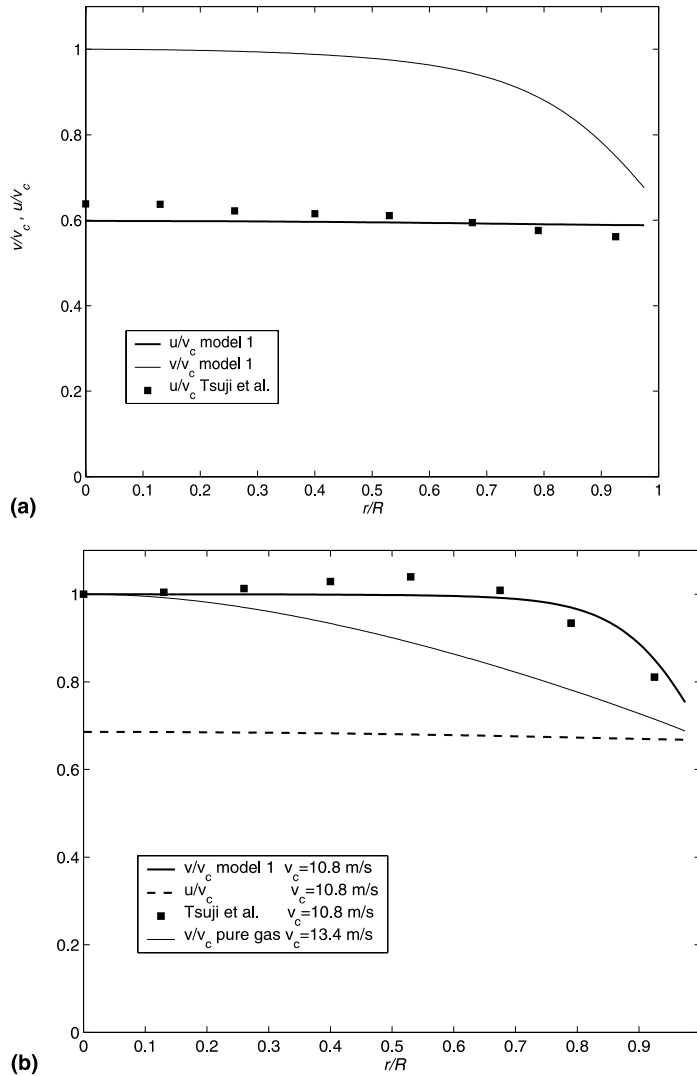 1
0.8
0.6
0.4
0.2
0
v/v_c , u/v_c
u/v_c model 1
v/v_c model 1
u/v_c Tsuji et al.
0 0.1 0.2 0.3 0.4 0.5 0.6 0.7 0.8 0.9 1
r/R
(a)
1
0.8
0.6
0.4
0.2
0
v/v_c model 1 v_c=10.8 m/s
u/v_c v_c=10.8 m/s
Tsuji et al. v_c=10.8 m/s
v/v_c pure gas v_c=13.4 m/s
0 0.1 0.2 0.3 0.4 0.5 0.6 0.7 0.8 0.9
r/R
(b)